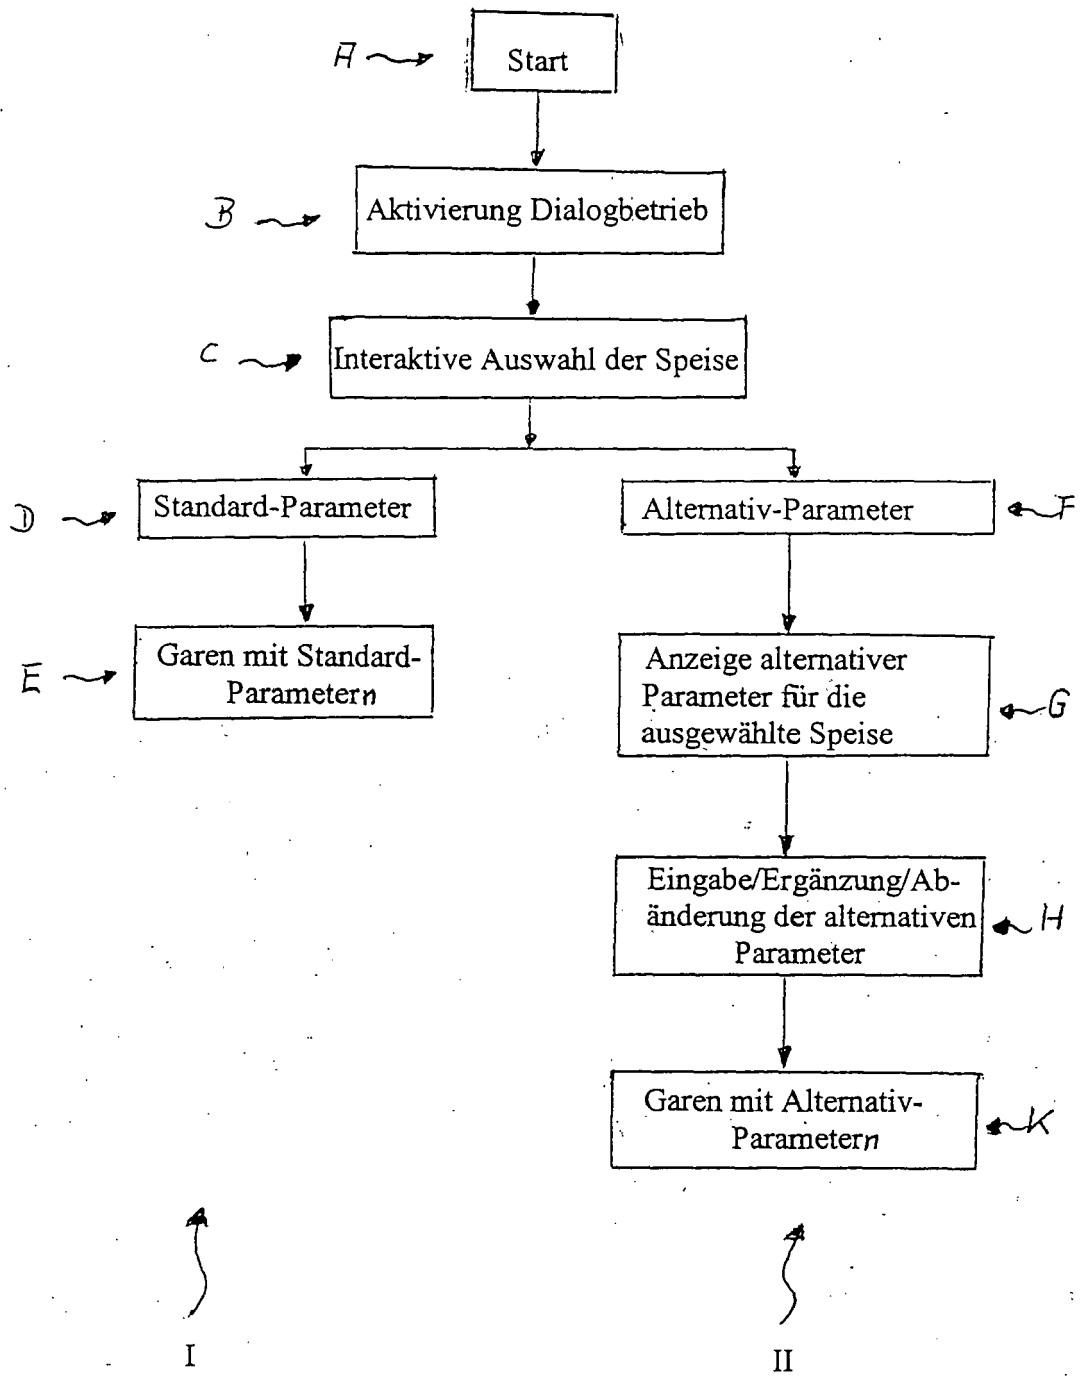 A
Start
B
Aktivierung Dialogbetrieb
C
Interaktive Auswahl der Speise
D
Standard-Parameter
Alternativ-Parameter
F
E
Garen mit Standard-
Parametern
Anzeige alternativer
Parameter für die
ausgewählte Speise
G
Eingabe/Ergänzung/Ab-
änderung der alternativen
Parameter
H
Garen mit Alternativ-
Parametern
K
I
II